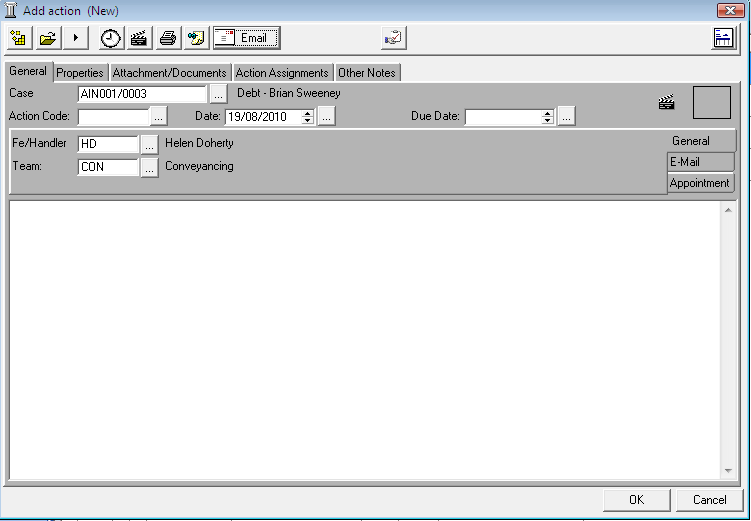 Add action (New)
Email
General Properties Attachment/Documents Action Assignments Other Notes
Case AIN001/0003 ... Debt - Brian Sweeney
Action Code: ... Date: 19/08/2010 ... Due Date: ...
Fe/Handler HD ... Helen Doherty General
Team: CON ... Conveyancing E-Mail
Appointment
OK Cancel